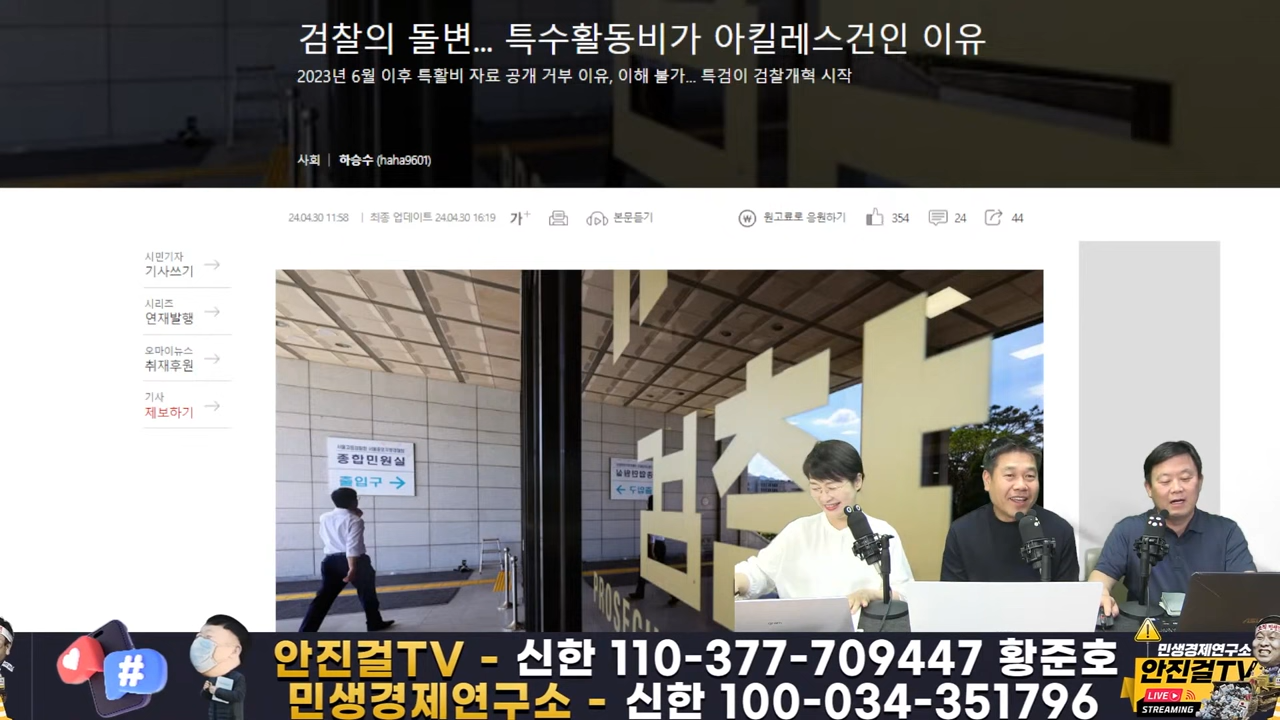 검찰의 돌변... 특수활동비가 아킬레스건인 이유
2023년 6월 이후 특활비 자료 공개 거부 이유, 이해 불가... 특검이 검찰개혁 시작
사회 | 하승수 (haha9601)
24.04.30 11:58 | 최종 업데이트 24.04.30 16:19 가+ 본문듣기 원고료로 응원하기 354 24 44
시민기자
기사쓰기
시리즈
연재발행
오마이뉴스
취재후원
기사
제보하기
종합민원실
출입구
검찰
PROSECU
#
안진걸TV - 신한 110-377-709447 황준호
민생경제연구소 - 신한 100-034-351796
민생경제연구소
안진걸TV
LIVE
STREAMING